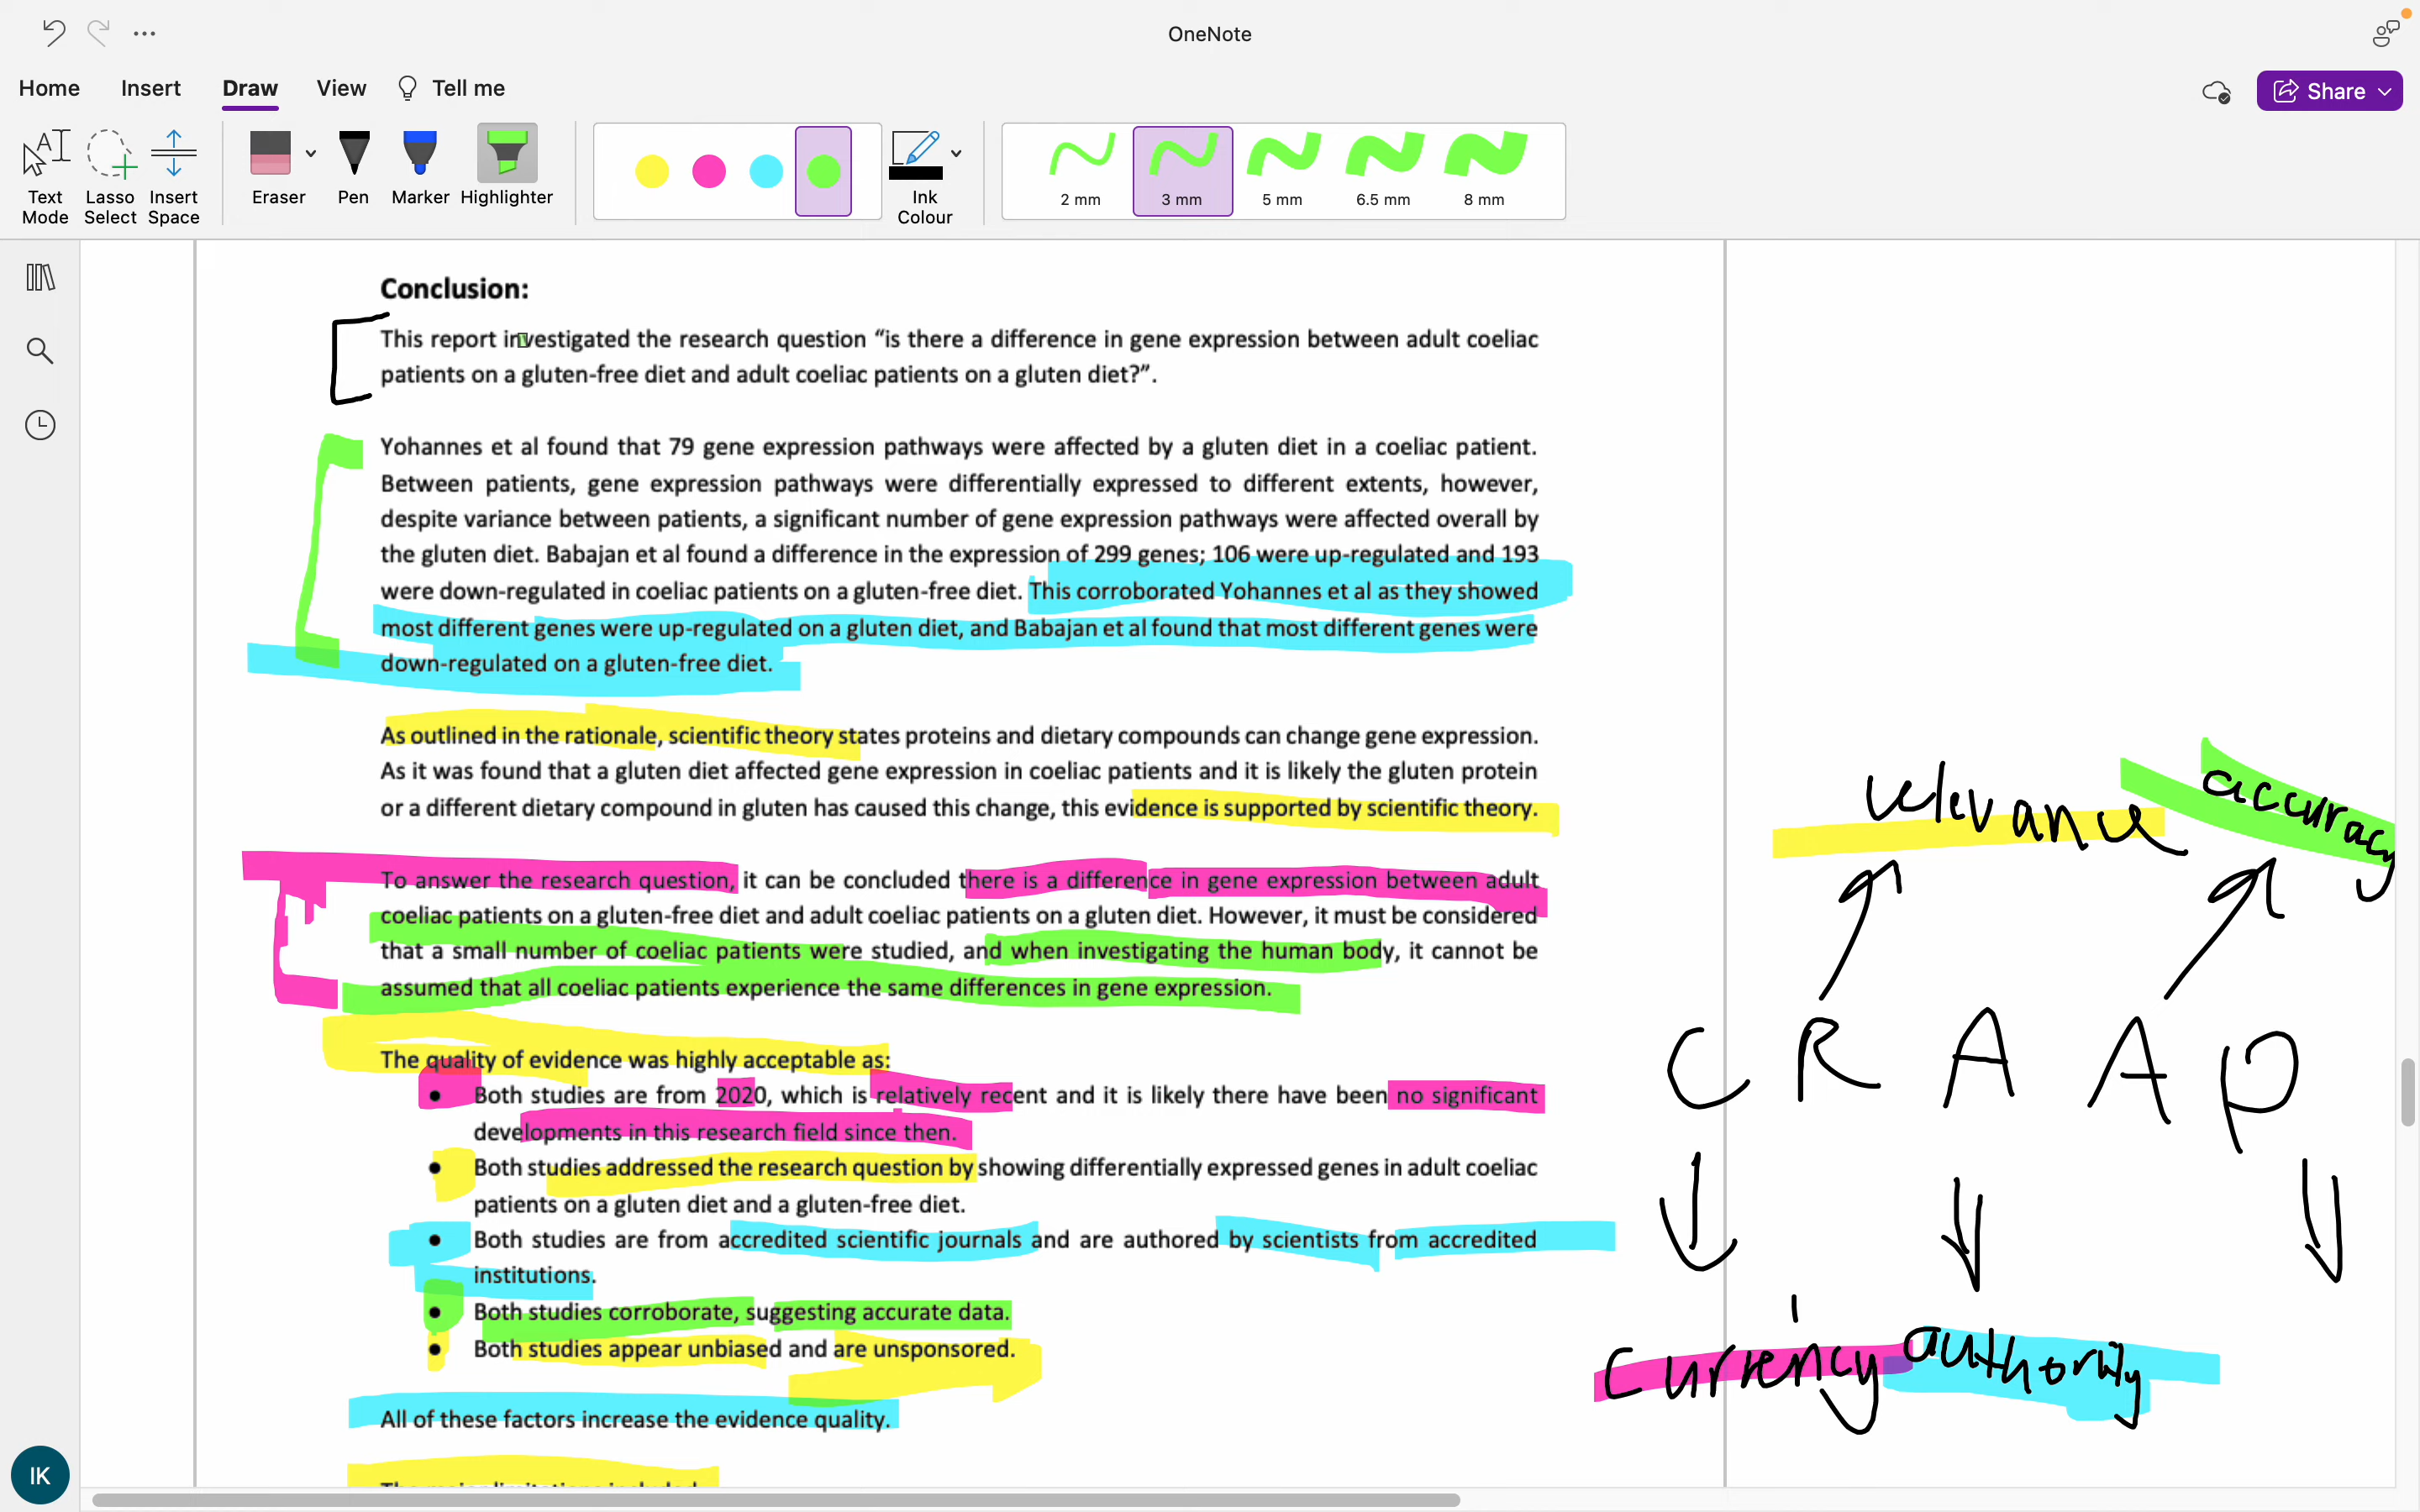 OneNote
Home Insert Draw View Tell me
Share
Text Mode
Lasso Select
Insert Space
Eraser
Pen
Marker
Highlighter
Ink Colour
2 mm
3 mm
5 mm
6.5 mm
8 mm
Conclusion:
This report investigated the research question “is there a difference in gene expression between adult coeliac
patients on a gluten-free diet and adult coeliac patients on a gluten diet?”.
Yohannes et al found that 79 gene expression pathways were affected by a gluten diet in a coeliac patient.
Between patients, gene expression pathways were differentially expressed to different extents, however,
despite variance between patients, a significant number of gene expression pathways were affected overall by
the gluten diet. Babajan et al found a difference in the expression of 299 genes; 106 were up-regulated and 193
were down-regulated in coeliac patients on a gluten-free diet. This corroborated Yohannes et al as they showed
most different genes were up-regulated on a gluten diet, and Babajan et al found that most different genes were
down-regulated on a gluten-free diet.
As outlined in the rationale, scientific theory states proteins and dietary compounds can change gene expression.
As it was found that a gluten diet affected gene expression in coeliac patients and it is likely the gluten protein
or a different dietary compound in gluten has caused this change, this evidence is supported by scientific theory.
To answer the research question, it can be concluded there is a difference in gene expression between adult
coeliac patients on a gluten-free diet and adult coeliac patients on a gluten diet. However, it must be considered
that a small number of coeliac patients were studied, and when investigating the human body, it cannot be
assumed that all coeliac patients experience the same differences in gene expression.
The quality of evidence was highly acceptable as:
• Both studies are from 2020, which is relatively recent and it is likely there have been no significant
developments in this research field since then.
• Both studies addressed the research question by showing differentially expressed genes in adult coeliac
patients on a gluten diet and a gluten-free diet.
• Both studies are from accredited scientific journals and are authored by scientists from accredited
institutions.
• Both studies corroborate, suggesting accurate data.
• Both studies appear unbiased and are unsponsored.
All of these factors increase the evidence quality.
The major limitations included
relevance accuracy
C R A A P
currency authority
IK